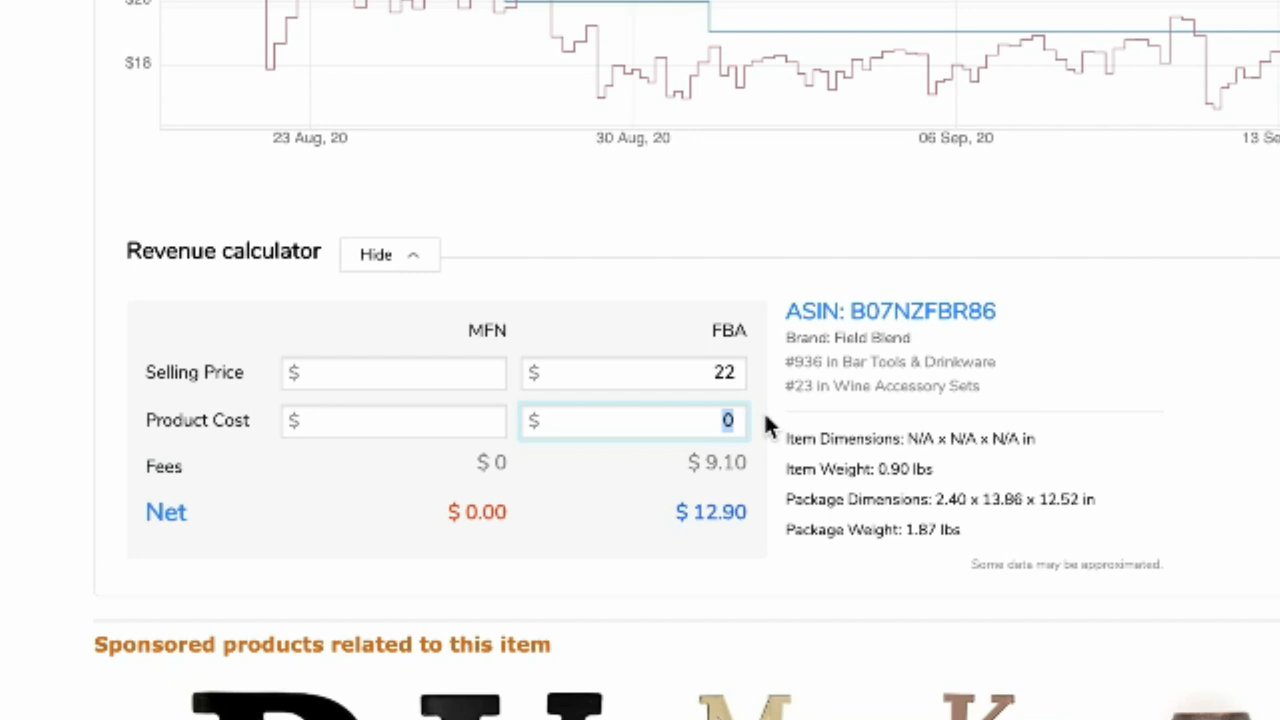 $20
$18
23 Aug, 20 30 Aug, 20 06 Sep, 20 13 Se
Revenue calculator Hide
MFN FBA
Selling Price $ $ 22
Product Cost $ $ 0
Fees $ 0 $ 9.10
Net $ 0.00 $ 12.90
ASIN: B07NZFBR86
Brand: Field Blend
#936 in Bar Tools & Drinkware
#23 in Wine Accessory Sets
Item Dimensions: N/A x N/A x N/A in
Item Weight: 0.90 lbs
Package Dimensions: 2.40 x 13.86 x 12.52 in
Package Weight: 1.87 lbs
Some data may be approximated.
Sponsored products related to this item
M K